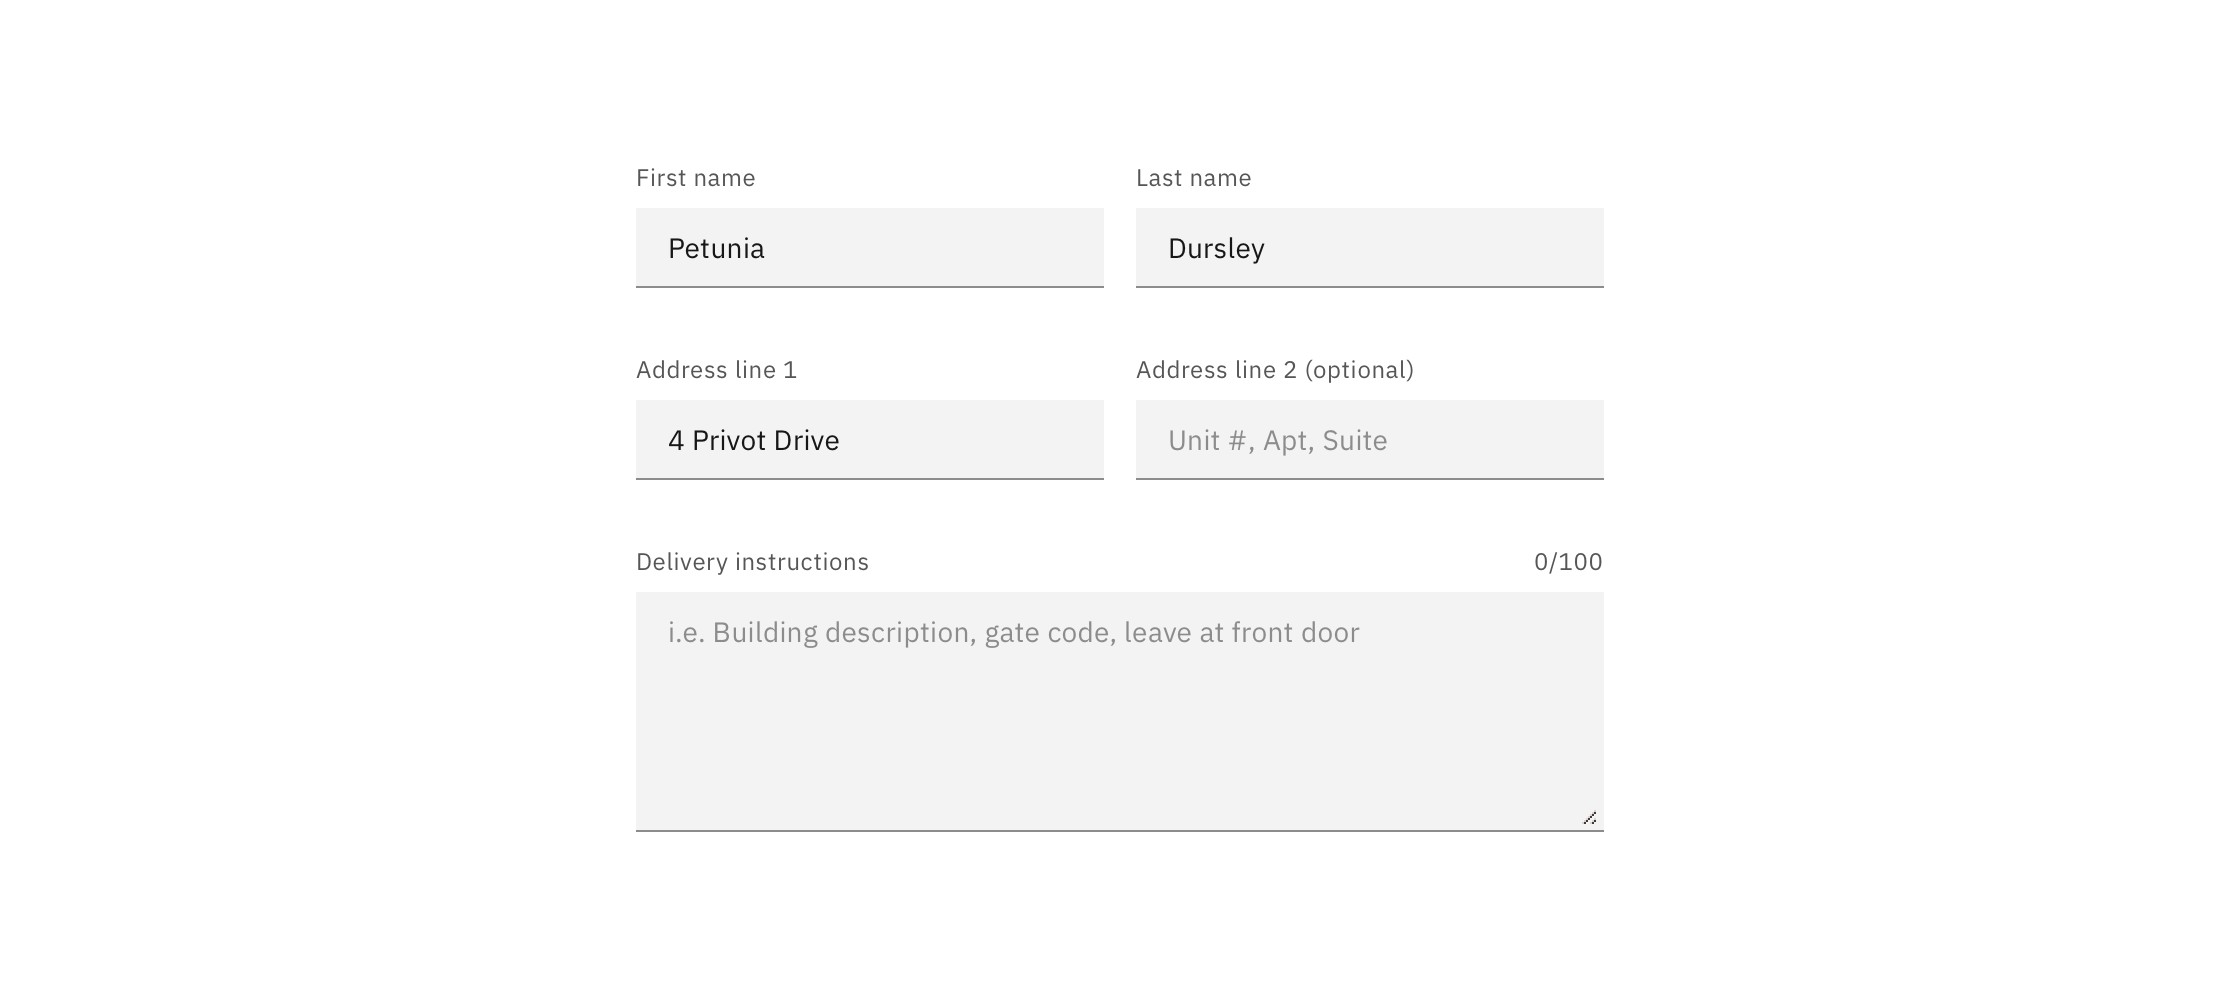 First name
Last name
Petunia
Dursley
Address line 1
Address line 2 (optional)
4 Privot Drive
Unit #, Apt, Suite
Delivery instructions
0/100
i.e. Building description, gate code, leave at front door